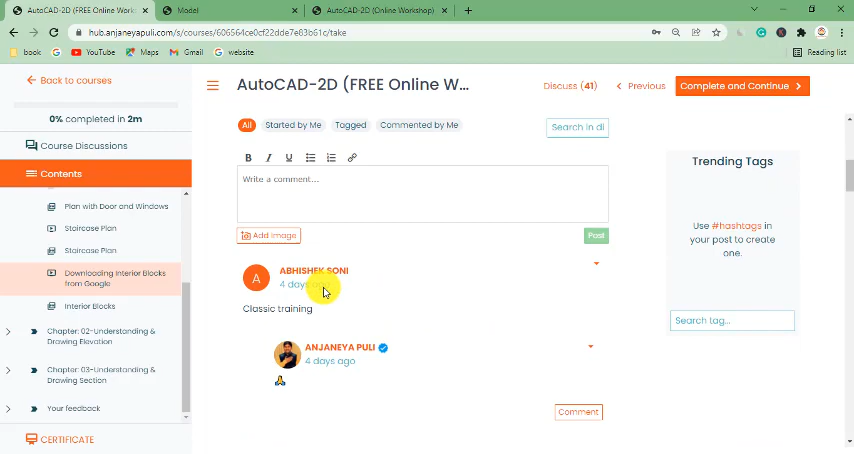 AutoCAD-2D (FREE Online Work
Model
AutoCAD-2D (Online Workshop)
hub.anjaneyapuli.com/s/courses/606564ce0cf22dde7e83b61c/take
book
YouTube
Maps
Gmail
website
Reading list
Back to courses
AutoCAD-2D (FREE Online W...
Discuss (41)
Previous
Complete and Continue
0% completed in 2m
Course Discussions
Contents
Plan with Door and Windows
Staircase Plan
Staircase Plan
Downloading Interior Blocks
from Google
Interior Blocks
Chapter: 02-Understanding &
Drawing Elevation
Chapter: 03-Understanding &
Drawing Section
Your feedback
CERTIFICATE
All
Started by Me
Tagged
Commented by Me
Search in di
B I U
Write a comment...
Add Image
Post
A
ABHISHEK SONI
4 days ago
Classic training
ANJANEYA PULI
4 days ago
Comment
Trending Tags
Use #hashtags in
your post to create
one.
Search tag...